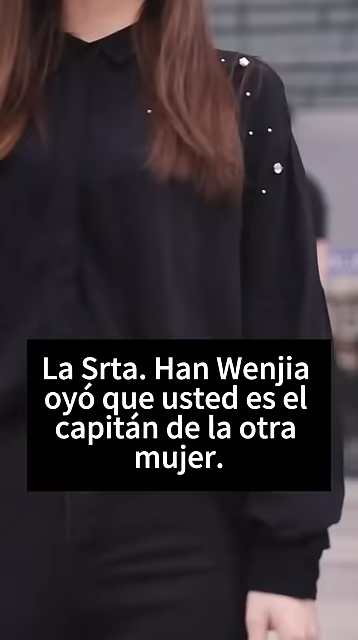 La Srta. Han Wenjia
oyó que usted es el
capitán de la otra
mujer.